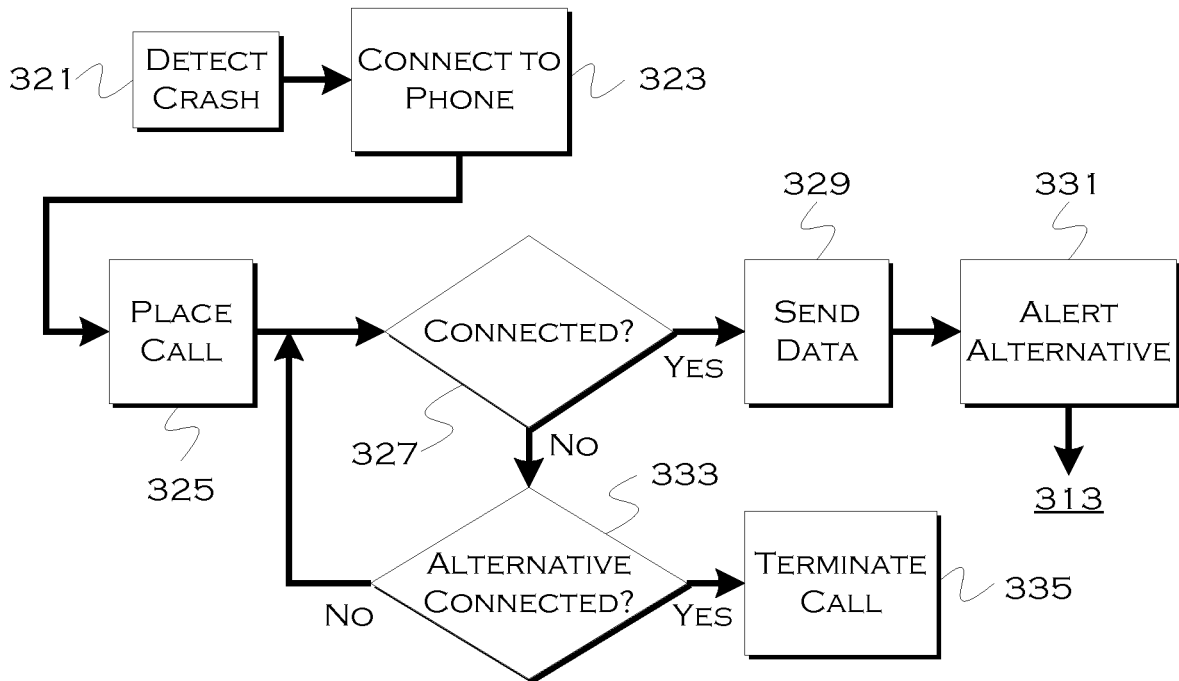 321
DETECT
CRASH
CONNECT TO
PHONE
323
329
331
PLACE
CALL
325
CONNECTED?
327
YES
NO
SEND
DATA
ALERT
ALTERNATIVE
313
333
ALTERNATIVE
CONNECTED?
NO
YES
TERMINATE
CALL
335